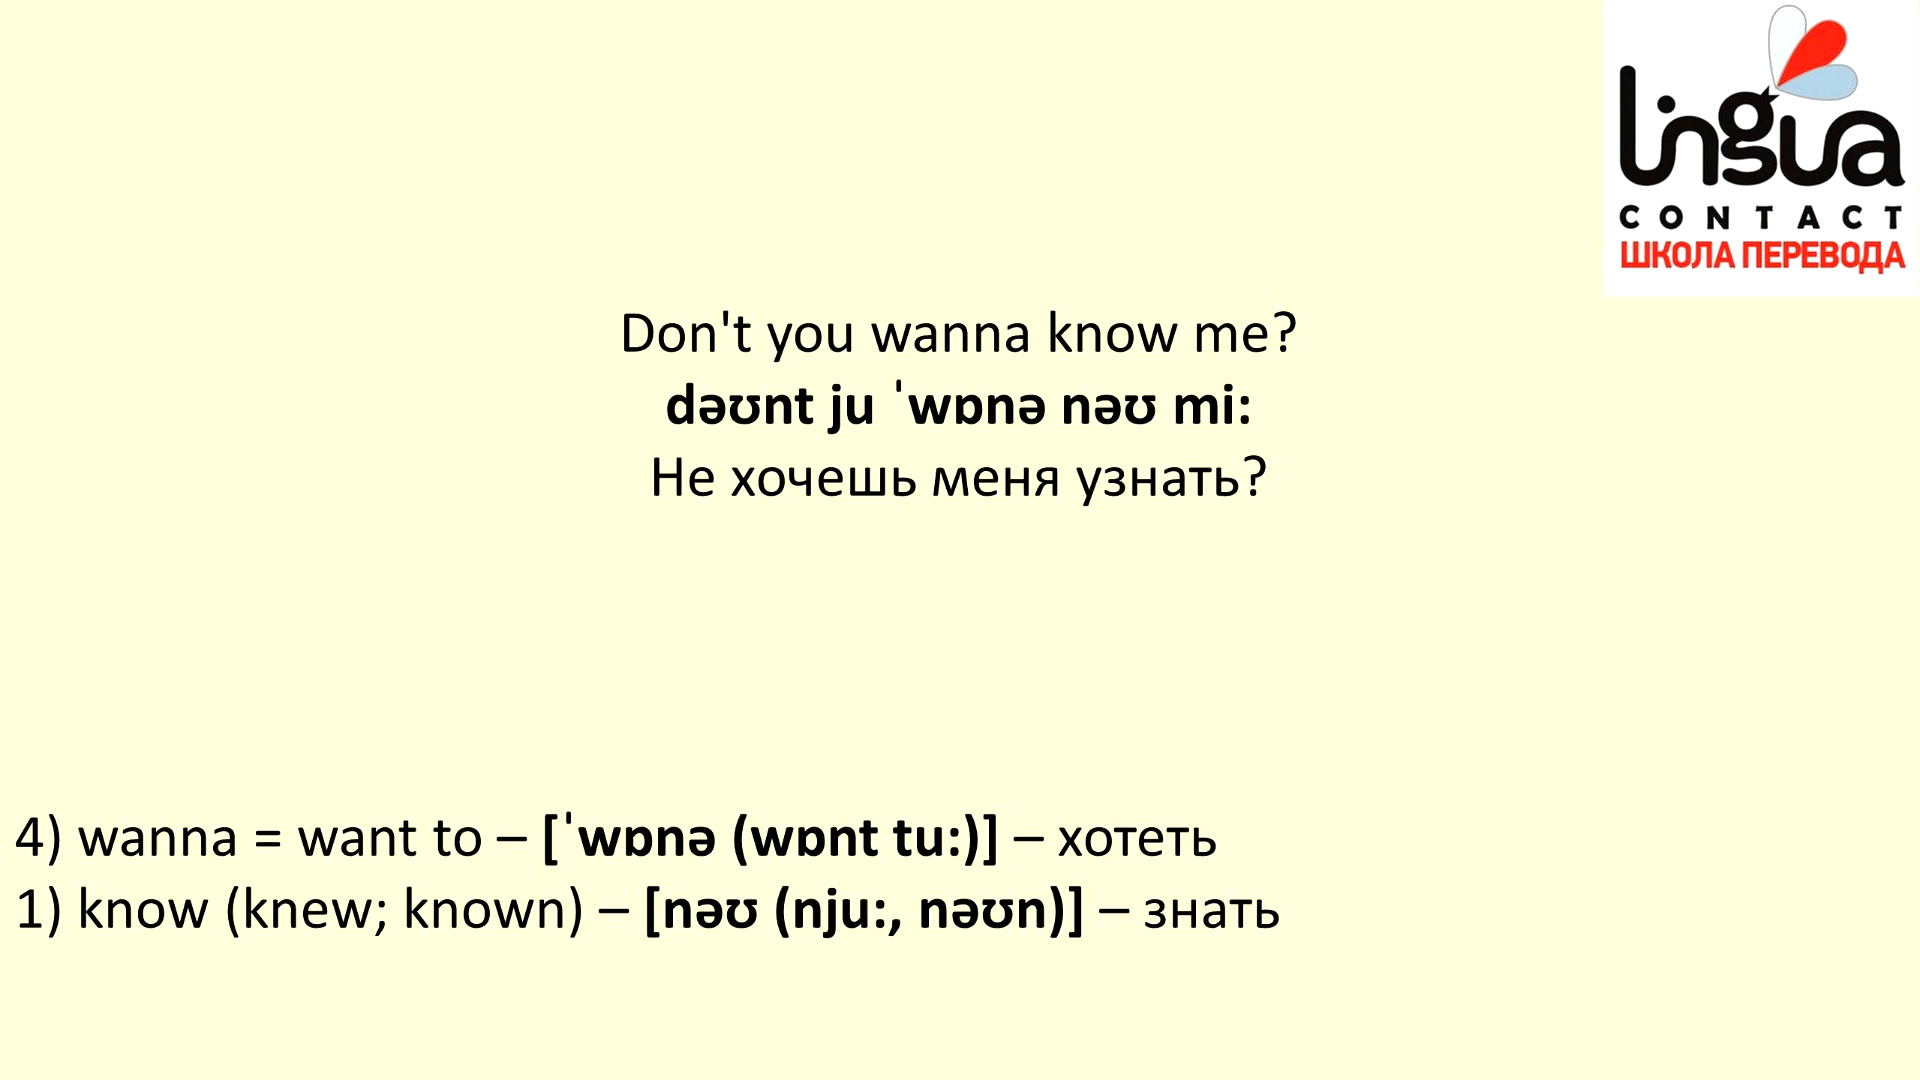 Lingua
CONTACT
ШКОЛА ПЕРЕВОДА
Don't you wanna know me?
dəʊnt ju ˈwɒnə nəʊ mi:
Не хочешь меня узнать?
4) wanna = want to – [ˈwɒnə (wɒnt tu:)] – хотеть
1) know (knew; known) – [nəʊ (nju:, nəʊn)] – знать